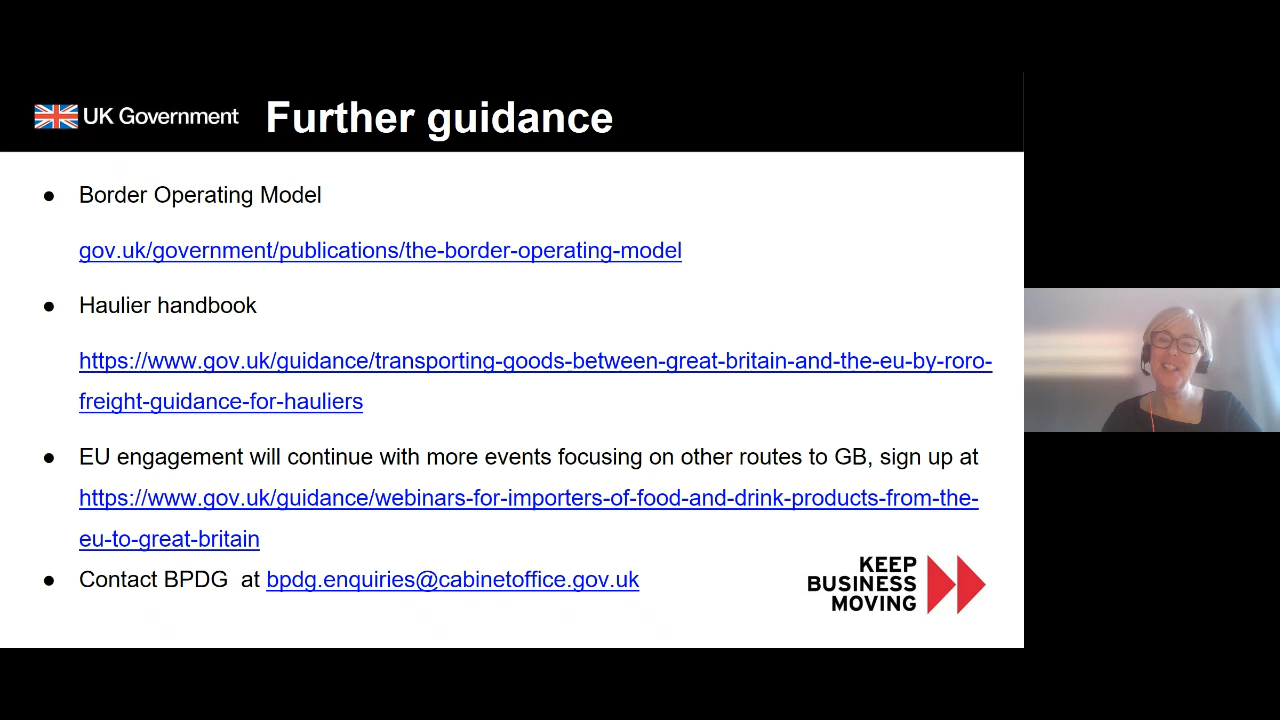 UK Government
Further guidance
● Border Operating Model
gov.uk/government/publications/the-border-operating-model
● Haulier handbook
https://www.gov.uk/guidance/transporting-goods-between-great-britain-and-the-eu-by-roro-
freight-guidance-for-hauliers
● EU engagement will continue with more events focusing on other routes to GB, sign up at
https://www.gov.uk/guidance/webinars-for-importers-of-food-and-drink-products-from-the-
eu-to-great-britain
● Contact BPDG at bpdg.enquiries@cabinetoffice.gov.uk
KEEP
BUSINESS
MOVING